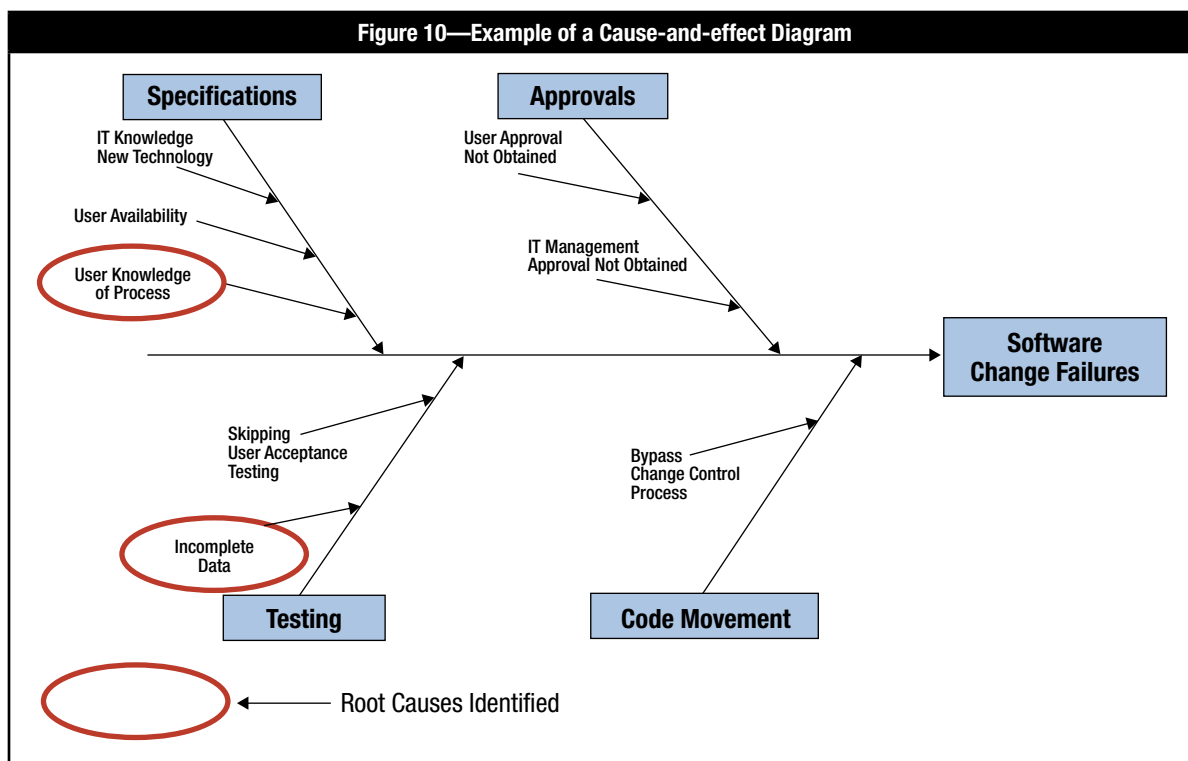 Figure 10—Example of a Cause-and-effect Diagram
Specifications
Approvals
IT Knowledge
New Technology
User Availability
User Knowledge
of Process
User Approval
Not Obtained
IT Management
Approval Not Obtained
Software
Change Failures
Skipping
User Acceptance
Testing
Incomplete
Data
Bypass
Change Control
Process
Testing
Code Movement
Root Causes Identified